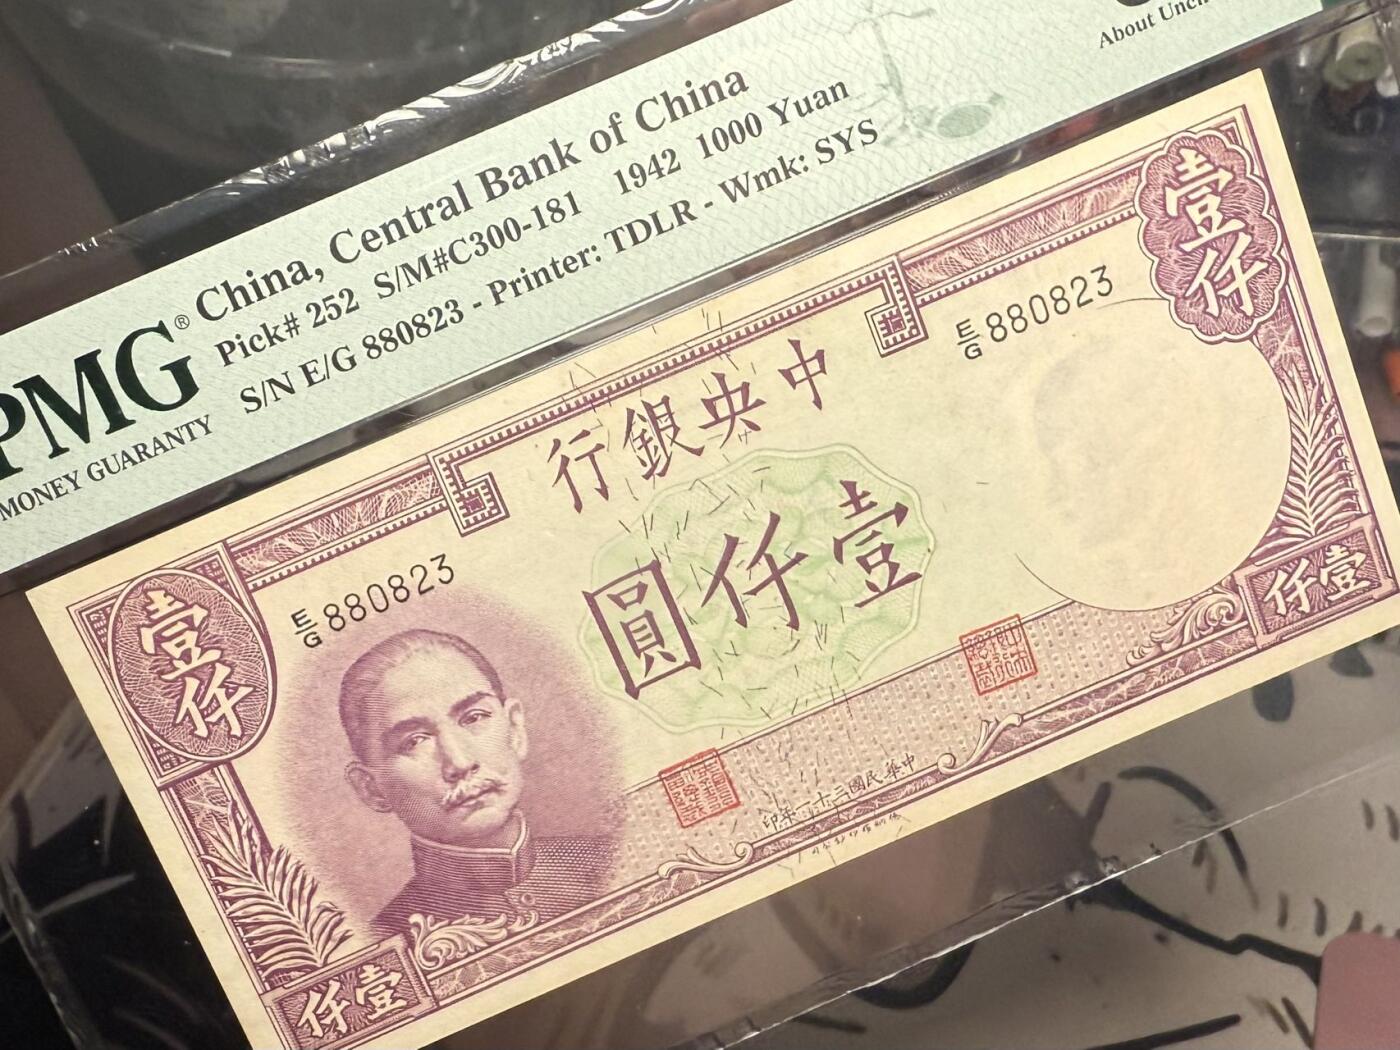 China, Central Bank of China
Pick# 252 S/M#C300-181 1942 1000 Yuan
S/N E/G 880823 - Printer: TDLR - Wmk: SYS
PMG®
MONEY GUARANTY
About Unc
壹仟
E/G 880823
中央銀行
壹仟圓
E/G 880823
壹仟
中華民國三十一年印
壹仟
壹仟